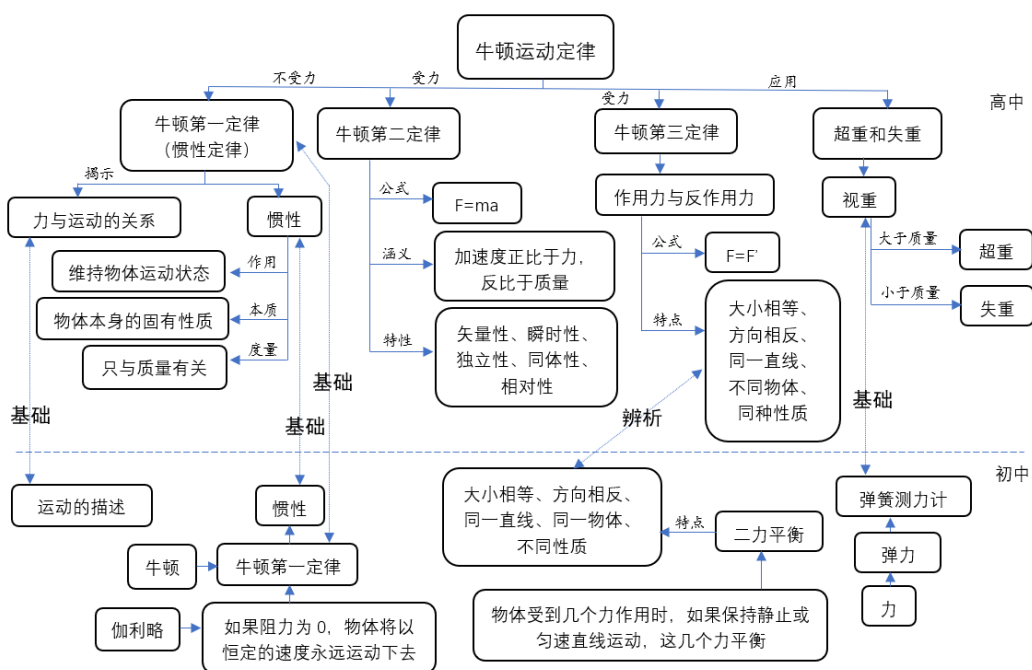 牛顿运动定律
不受力
受力
受力
应用
高中
牛顿第一定律
（惯性定律）
牛顿第二定律
牛顿第三定律
超重和失重
揭示
公式
力与运动的关系
惯性
F=ma
作用力与反作用力
视重
作用
涵义
公式
大于质量
维持物体运动状态
加速度正比于力，
反比于质量
F=F'
超重
本质
小于质量
物体本身的固有性质
失重
度量
特性
特点
只与质量有关
矢量性、瞬时性、
独立性、同体性、
相对性
大小相等、
方向相反、
同一直线、
不同物体、
同种性质
基础
基础
基础
辨析
基础
初中
运动的描述
惯性
大小相等、方向相反、
同一直线、同一物体、
不同性质
特点
二力平衡
弹簧测力计
牛顿
牛顿第一定律
弹力
伽利略
如果阻力为 0，物体将以
恒定的速度永远运动下去
物体受到几个力作用时，如果保持静止或
匀速直线运动，这几个力平衡
力